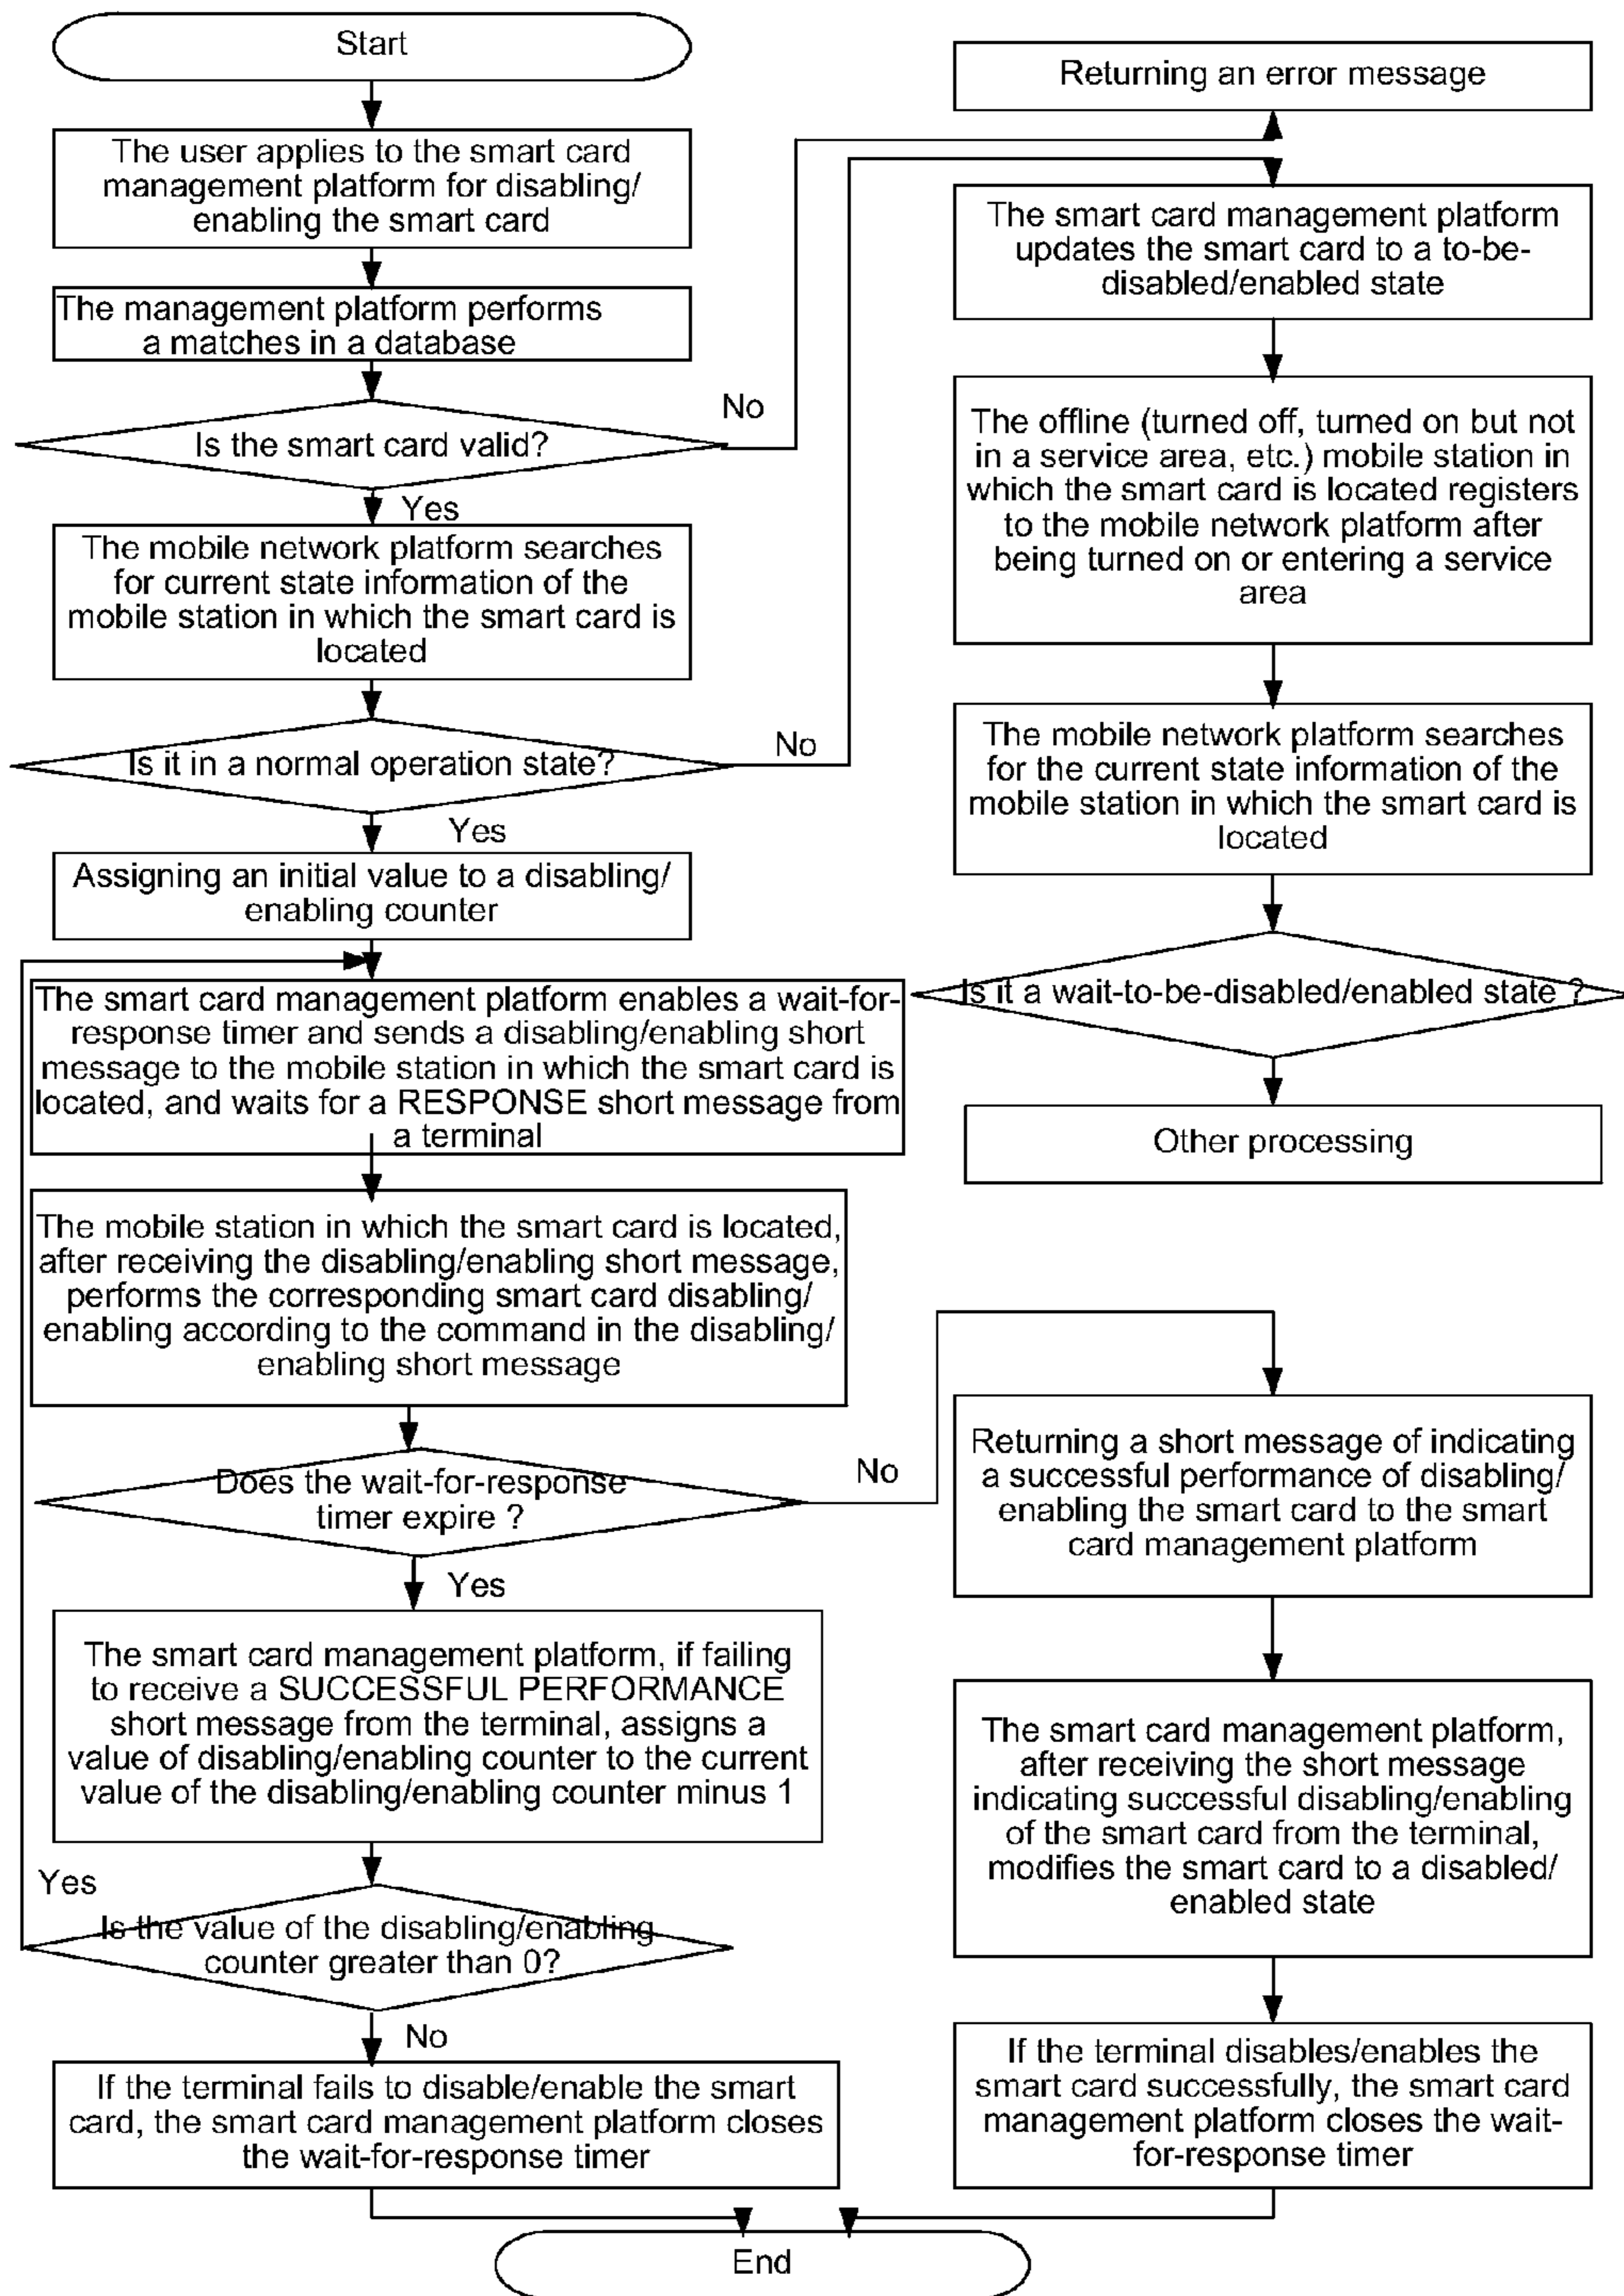 Start
The user applies to the smart card
management platform for disabling/
enabling the smart card
The management platform performs
a matches in a database
Is the smart card valid?
No
Yes
The mobile network platform searches
for current state information of the
mobile station in which the smart card is
located
Is it in a normal operation state?
No
Yes
Assigning an initial value to a disabling/
enabling counter
The smart card management platform enables a wait-for-
response timer and sends a disabling/enabling short
message to the mobile station in which the smart card is
located, and waits for a RESPONSE short message from
a terminal
The mobile station in which the smart card is located,
after receiving the disabling/enabling short message,
performs the corresponding smart card disabling/
enabling according to the command in the disabling/
enabling short message
Does the wait-for-response
timer expire ?
No
Yes
The smart card management platform, if failing
to receive a SUCCESSFUL PERFORMANCE
short message from the terminal, assigns a
value of disabling/enabling counter to the current
value of the disabling/enabling counter minus 1
Yes
Is the value of the disabling/enabling
counter greater than 0?
No
If the terminal fails to disable/enable the smart
card, the smart card management platform closes
the wait-for-response timer
Returning an error message
The smart card management platform
updates the smart card to a to-be-
disabled/enabled state
The offline (turned off, turned on but not
in a service area, etc.) mobile station in
which the smart card is located registers
to the mobile network platform after
being turned on or entering a service
area
The mobile network platform searches
for the current state information of the
mobile station in which the smart card is
located
Is it a wait-to-be-disabled/enabled state ?
Other processing
Returning a short message of indicating
a successful performance of disabling/
enabling the smart card to the smart
card management platform
The smart card management platform,
after receiving the short message
indicating successful disabling/enabling
of the smart card from the terminal,
modifies the smart card to a disabled/
enabled state
If the terminal disables/enables the
smart card successfully, the smart card
management platform closes the wait-
for-response timer
End